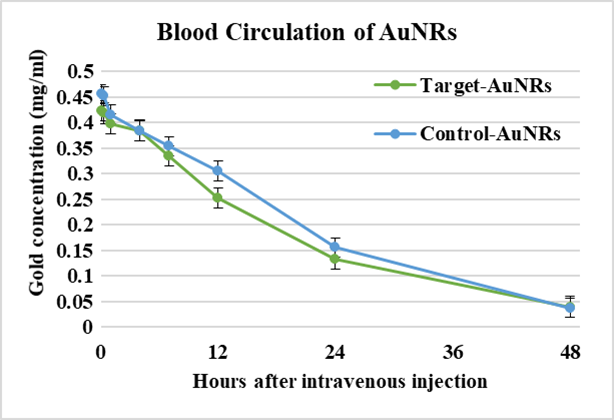 Blood Circulation of AuNRs
Gold concentration (mg/ml)
0.5
0.45
0.4
0.35
0.3
0.25
0.2
0.15
0.1
0.05
0
Target-AuNRs
Control-AuNRs
0 12 24 36 48
Hours after intravenous injection